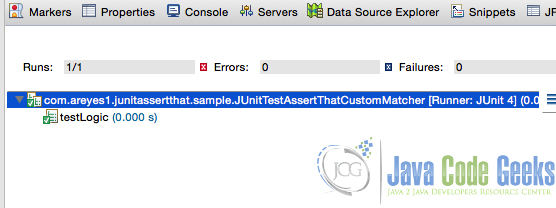 Markers Properties Console Servers Data Source Explorer Snippets
Runs: 1/1 Errors: 0 Failures: 0
com.areyes1.junitassertthat.sample.JUnitTestAssertThatCustomMatcher [Runner: JUnit 4] (0.0
testLogic (0.000 s)
JCG
Java Code Geeks
JAVA 2 JAVA DEVELOPERS RESOURCE CENTER